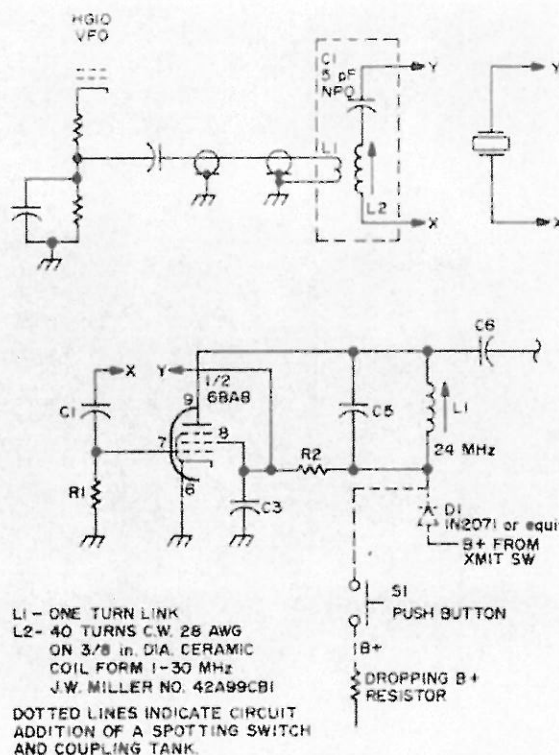 HG10
VFO
C1
5 pF
NPO
Y
Y
L1
L2
X
X
X
Y
1/2
6BA8
C6
C1
9
8
7
6
C5
L1
R2
24 MHz
R1
C3
D1
IN2071 or equi
B+ FROM
XMIT SW
S1
PUSH BUTTON
B+
DROPPING B+
RESISTOR
L1 - ONE TURN LINK
L2- 40 TURNS C.W. 28 AWG
ON 3/8 in. DIA. CERAMIC
COIL FORM 1-30 MHz
J.W. MILLER NO. 42A99CB1
DOTTED LINES INDICATE CIRCUIT
ADDITION OF A SPOTTING SWITCH
AND COUPLING TANK.